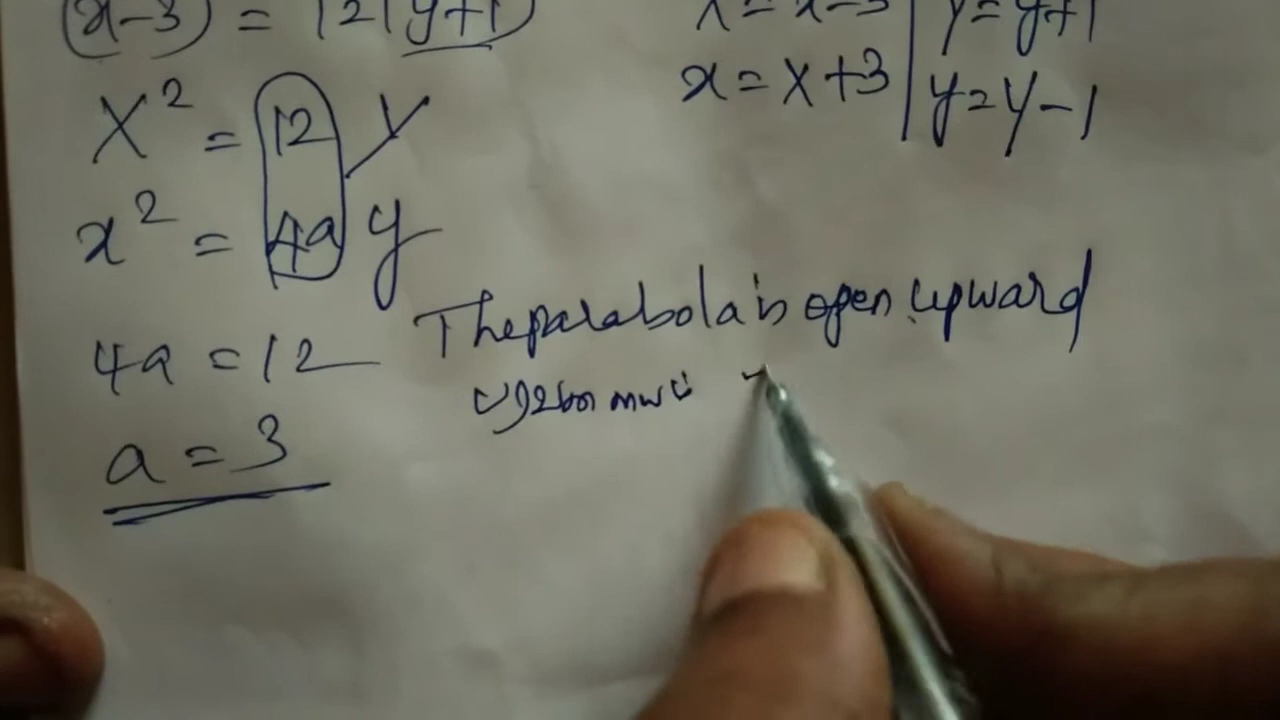 (x-3) = 12(y+1)
X = x-3 | y = y+1
x = X+3 | y = Y-1
X² = 12 Y
x² = 4a y
The parabola is open upward
4a = 12
a = 3